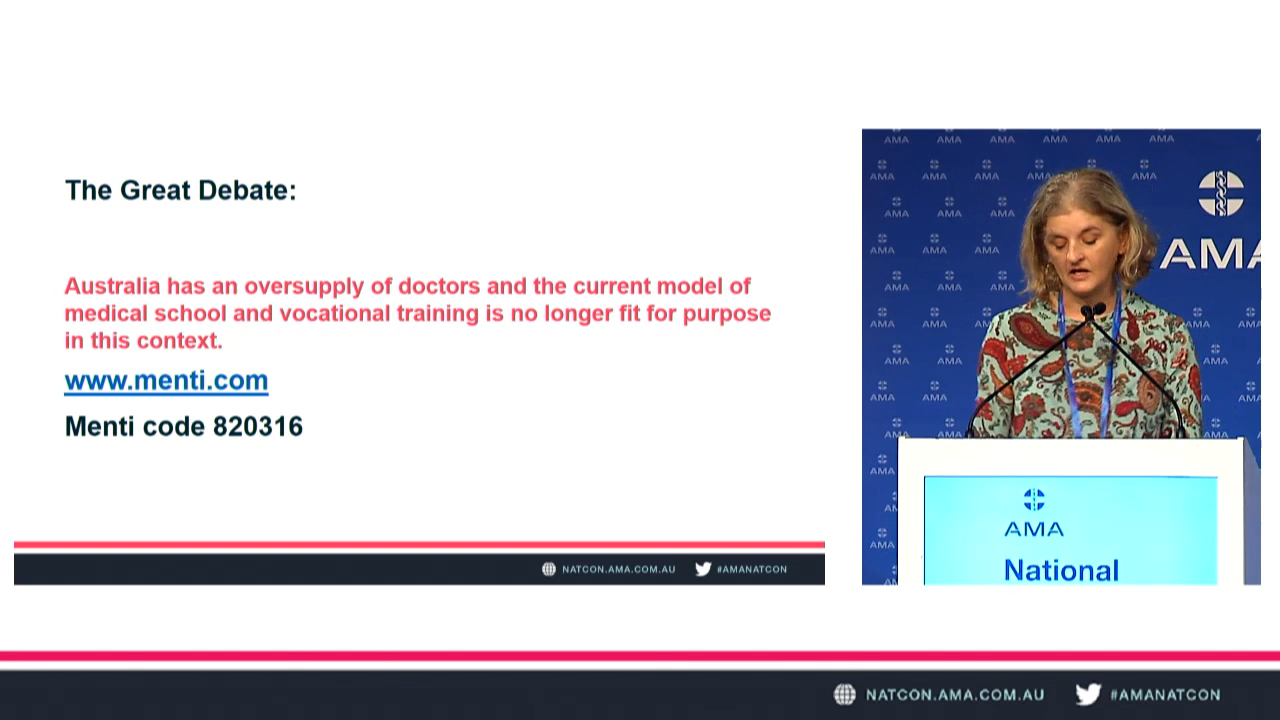 The Great Debate:
Australia has an oversupply of doctors and the current model of
medical school and vocational training is no longer fit for purpose
in this context.
www.menti.com
Menti code 820316
NATCON.AMA.COM.AU #AMANATCON
AMA
AMA
National
NATCON.AMA.COM.AU #AMANATCON